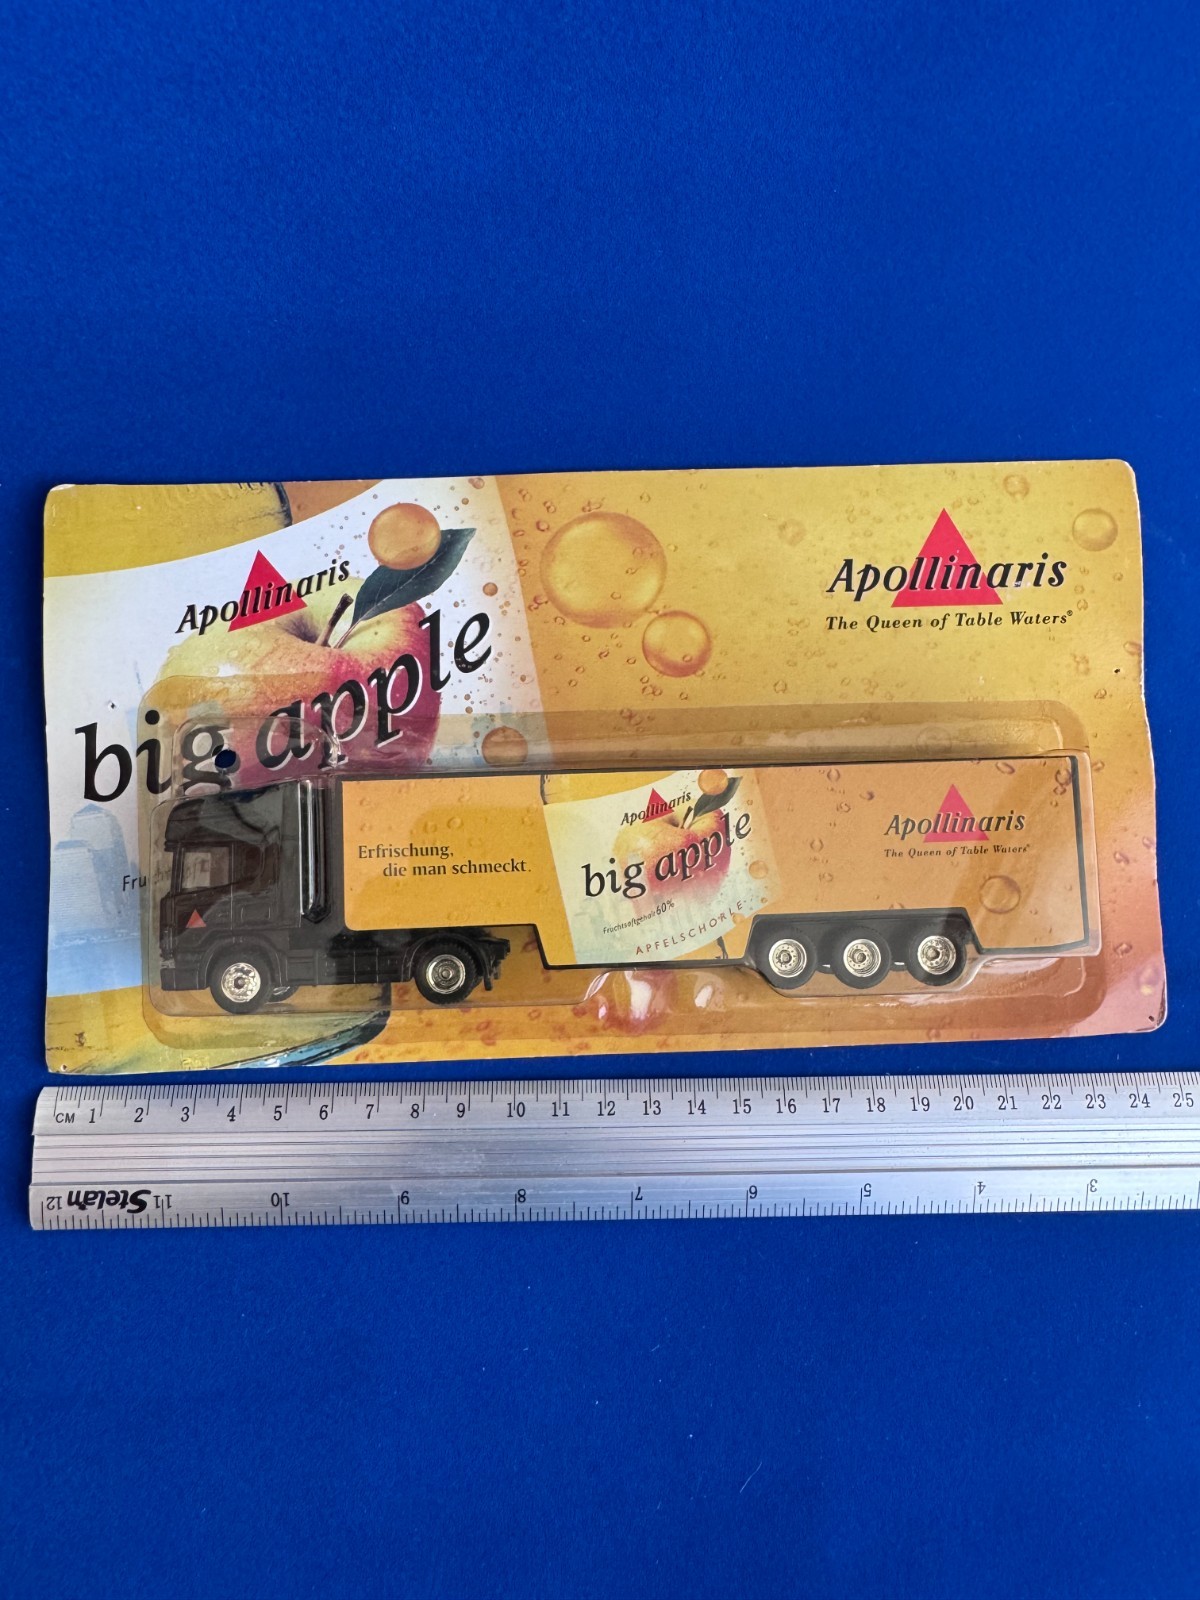 Apollinaris
big apple
Apollinaris
The Queen of Table Waters®
Fru
Erfrischung,
die man schmeckt.
Apollinaris
big apple
Fruchtsaftgehalt 60%
APFELSCHORLE
Apollinaris
The Queen of Table Waters®
CM 1 2 3 4 5 6 7 8 9 10 11 12 13 14 15 16 17 18 19 20 21 22 23 24 25
12 Stelan 11 10 9 8 7 6 5 4 3